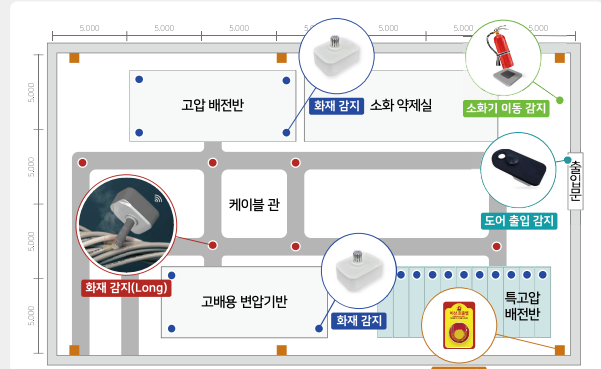 5,000 5,000 5,000 5,000 5,000 5,000
5,000
5,000
5,000
5,000
고압 배전반
화재 감지
소화 약제실
소화기 이동 감지
도어 출입 감지
출입문
케이블 관
화재 감지(Long)
고배용 변압기반
화재 감지
특고압
배전반